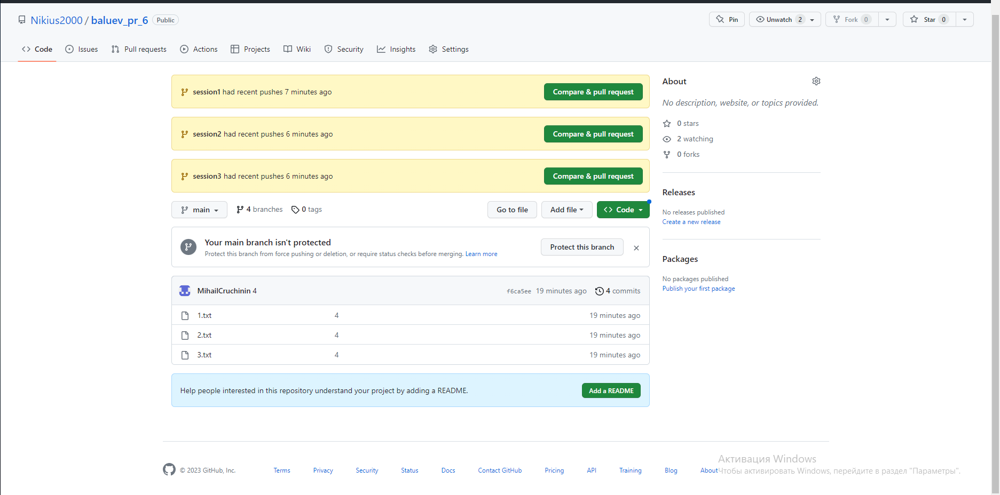 Nikius2000 / baluev_pr_6 Public
Pin
Unwatch 2
Fork 0
Star 0
Code
Issues
Pull requests
Actions
Projects
Wiki
Security
Insights
Settings
session1 had recent pushes 7 minutes ago
Compare & pull request
session2 had recent pushes 6 minutes ago
Compare & pull request
session3 had recent pushes 6 minutes ago
Compare & pull request
main
4 branches
0 tags
Go to file
Add file
Code
Your main branch isn't protected
Protect this branch from force pushing or deletion, or require status checks before merging. Learn more
Protect this branch
MihailCruchinin 4
f6ca5ee 19 minutes ago
4 commits
1.txt 4 19 minutes ago
2.txt 4 19 minutes ago
3.txt 4 19 minutes ago
Help people interested in this repository understand your project by adding a README.
Add a README
About
No description, website, or topics provided.
0 stars
2 watching
0 forks
Releases
No releases published
Create a new release
Packages
No packages published
Publish your first package
© 2023 GitHub, Inc.
Terms
Privacy
Security
Status
Docs
Contact GitHub
Pricing
API
Training
Blog
About
Активация Windows
Чтобы активировать Windows, перейдите в раздел "Параметры".